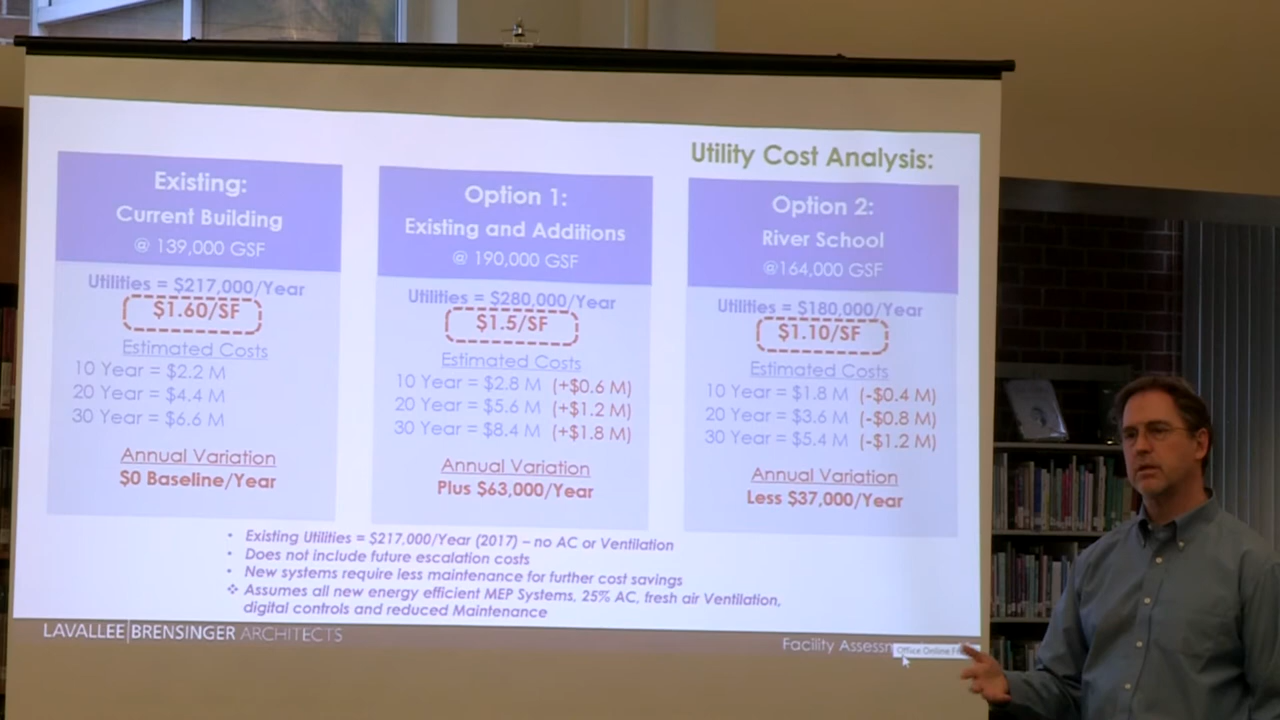 Utility Cost Analysis:
Existing:
Current Building
@ 139,000 GSF
Utilities = $217,000/Year
$1.60/SF
Estimated Costs
10 Year = $2.2 M
20 Year = $4.4 M
30 Year = $6.6 M
Annual Variation
$0 Baseline/Year
Option 1:
Existing and Additions
@ 190,000 GSF
Utilities = $280,000/Year
$1.5/SF
Estimated Costs
10 Year = $2.8 M (+$0.6 M)
20 Year = $5.6 M (+$1.2 M)
30 Year = $8.4 M (+$1.8 M)
Annual Variation
Plus $63,000/Year
Option 2:
River School
@164,000 GSF
Utilities = $180,000/Year
$1.10/SF
Estimated Costs
10 Year = $1.8 M (-$0.4 M)
20 Year = $3.6 M (-$0.8 M)
30 Year = $5.4 M (-$1.2 M)
Annual Variation
Less $37,000/Year
• Existing Utilities = $217,000/Year (2017) – no AC or Ventilation
• Does not include future escalation costs
• New systems require less maintenance for further cost savings
❖ Assumes all new energy efficient MEP Systems, 25% AC, fresh air Ventilation,
digital controls and reduced Maintenance
LAVALLEE|BRENSINGER ARCHITECTS
Facility
Office Online